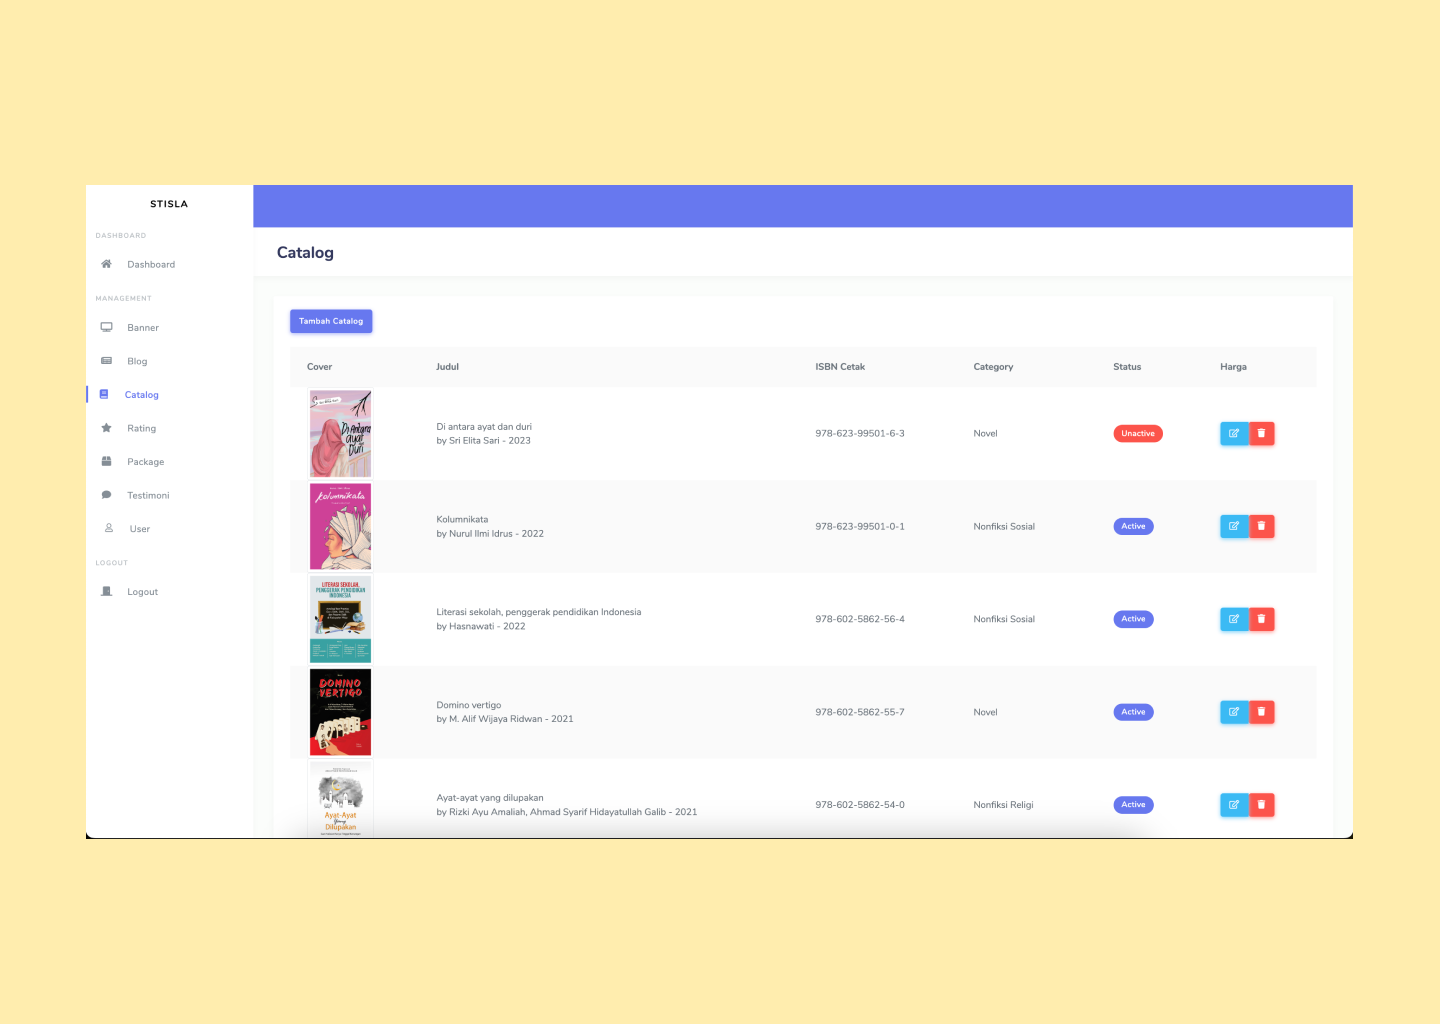 STISLA
DASHBOARD
Dashboard
MANAGEMENT
Banner
Blog
Catalog
Rating
Package
Testimoni
User
LOGOUT
Logout
Catalog
Tambah Catalog
Cover Judul ISBN Cetak Category Status Harga
Di Antara
ayat
Duri
Di antara ayat dan duri
by Sri Elita Sari - 2023
978-623-99501-6-3
Novel
Unactive
kolumnikata
Kolumnikata
by Nurul Ilmi Idrus - 2022
978-623-99501-0-1
Nonfiksi Sosial
Active
LITERASI SEKOLAH,
PENGGERAK PENDIDIKAN
INDONESIA
Literasi sekolah, penggerak pendidikan Indonesia
by Hasnawati - 2022
978-602-5862-56-4
Nonfiksi Sosial
Active
DOMINO
VERTIGO
Domino vertigo
by M. Alif Wijaya Ridwan - 2021
978-602-5862-55-7
Novel
Active
Ayat-Ayat
Yang
Dilupakan
Ayat-ayat yang dilupakan
by Rizki Ayu Amaliah, Ahmad Syarif Hidayatullah Galib - 2021
978-602-5862-54-0
Nonfiksi Religi
Active